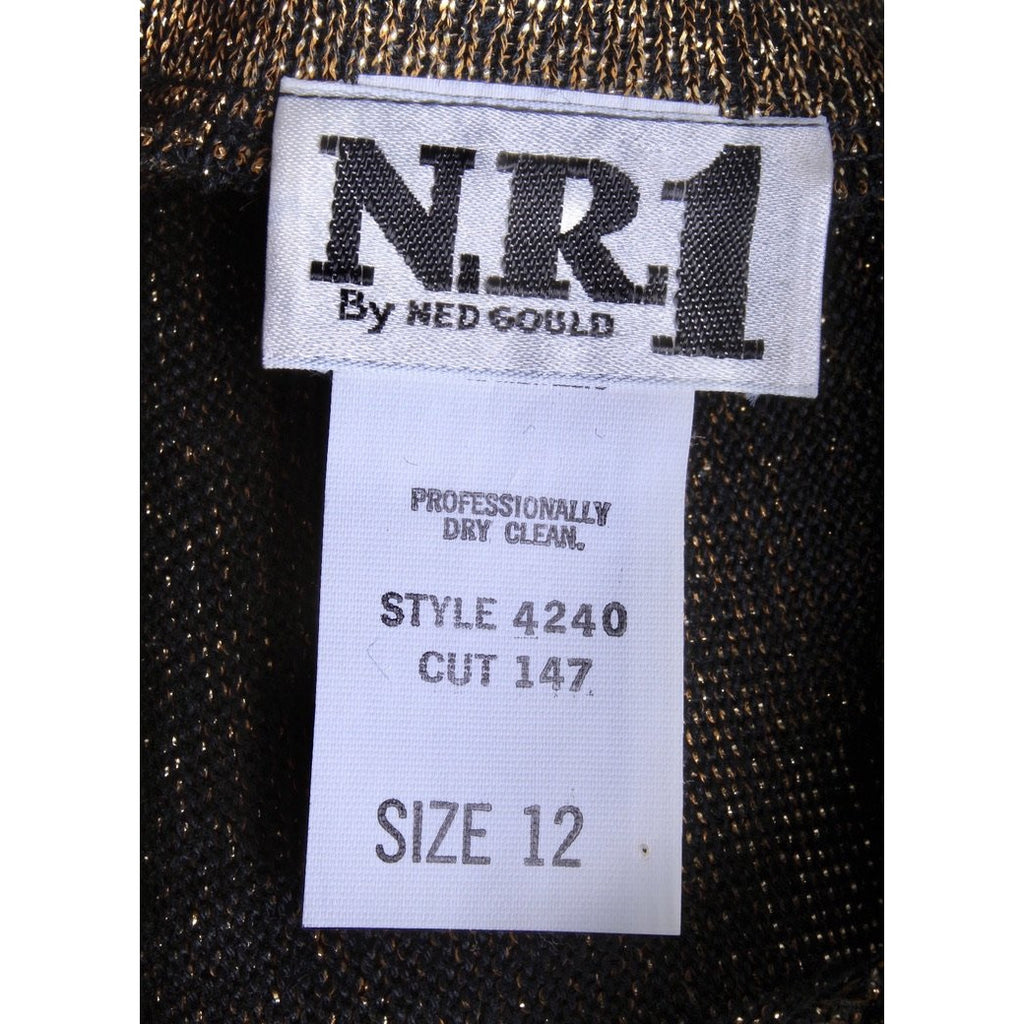 N.R.1
By NED GOULD
PROFESSIONALLY
DRY CLEAN.
STYLE 4240
CUT 147
SIZE 12